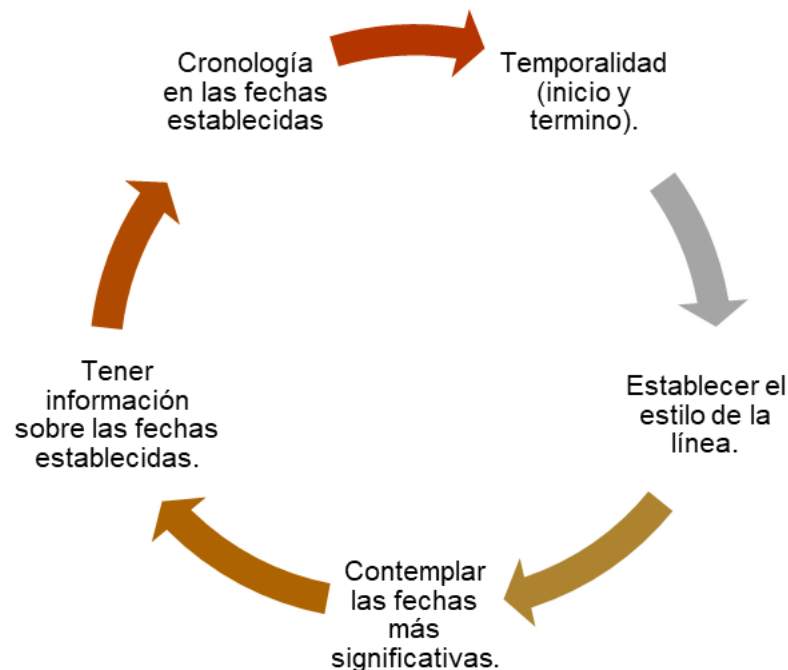 Cronología
en las fechas
establecidas
Temporalidad
(inicio y
termino).
Establecer el
estilo de la
línea.
Contemplar
las fechas
más
significativas.
Tener
información
sobre las fechas
establecidas.